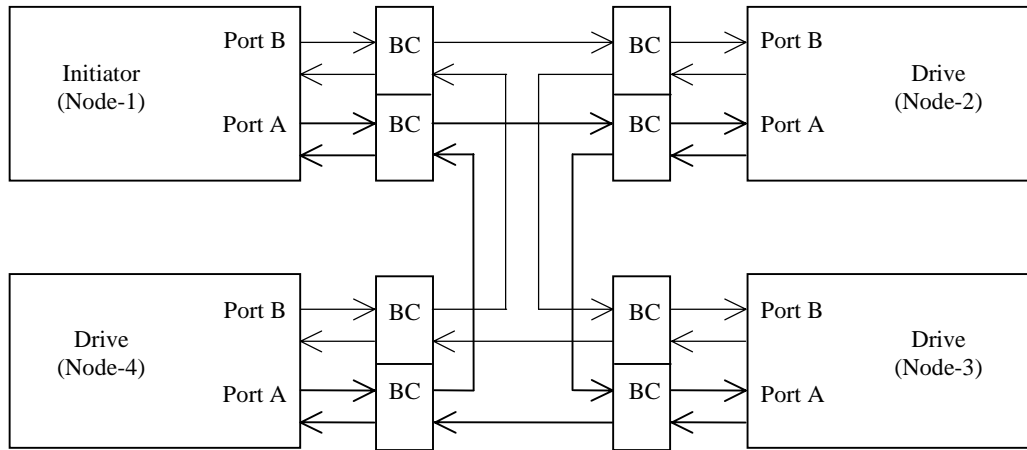 Port B
BC
BC
Port B
Initiator
(Node-1)
Drive
(Node-2)
Port A
BC
BC
Port A
Port B
BC
BC
Port B
Drive
(Node-4)
Drive
(Node-3)
Port A
BC
BC
Port A